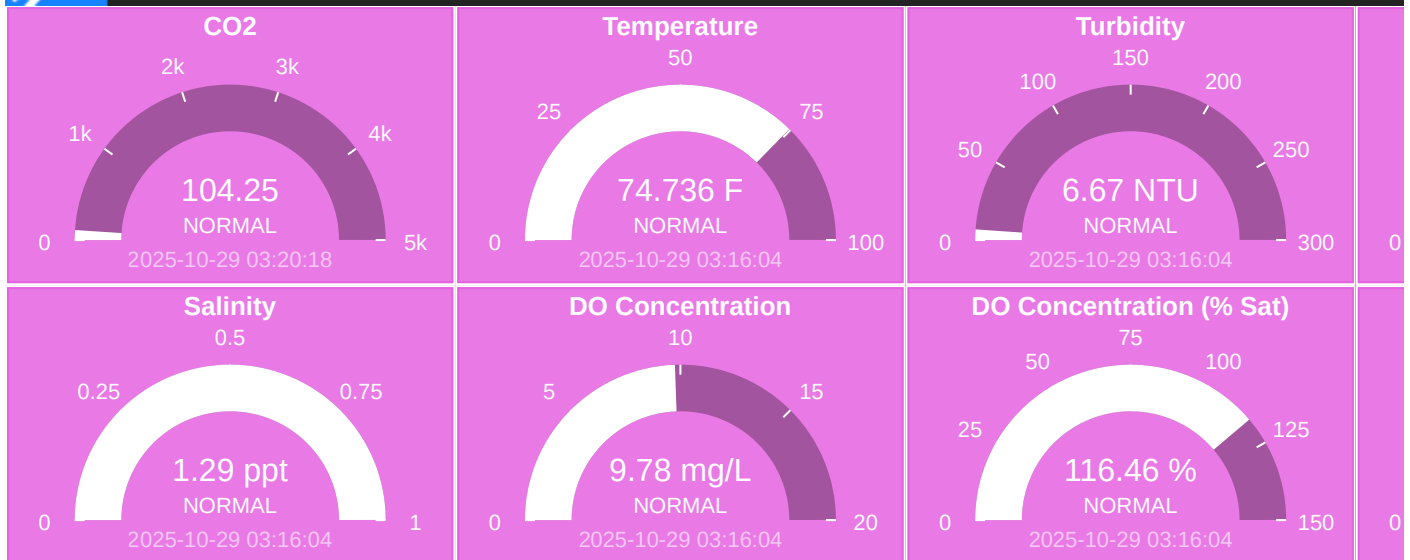 CO2
2k 3k
1k 4k
0 5k
104.25
NORMAL
2025-10-29 03:20:18
Temperature
50
25 75
0 100
74.736 F
NORMAL
2025-10-29 03:16:04
Turbidity
150
100 200
50 250
0 300
6.67 NTU
NORMAL
2025-10-29 03:16:04
0
Salinity
0.5
0.25 0.75
0 1
1.29 ppt
NORMAL
2025-10-29 03:16:04
DO Concentration
10
5 15
0 20
9.78 mg/L
NORMAL
2025-10-29 03:16:04
DO Concentration (% Sat)
75
50 100
25 125
0 150
116.46 %
NORMAL
2025-10-29 03:16:04
0